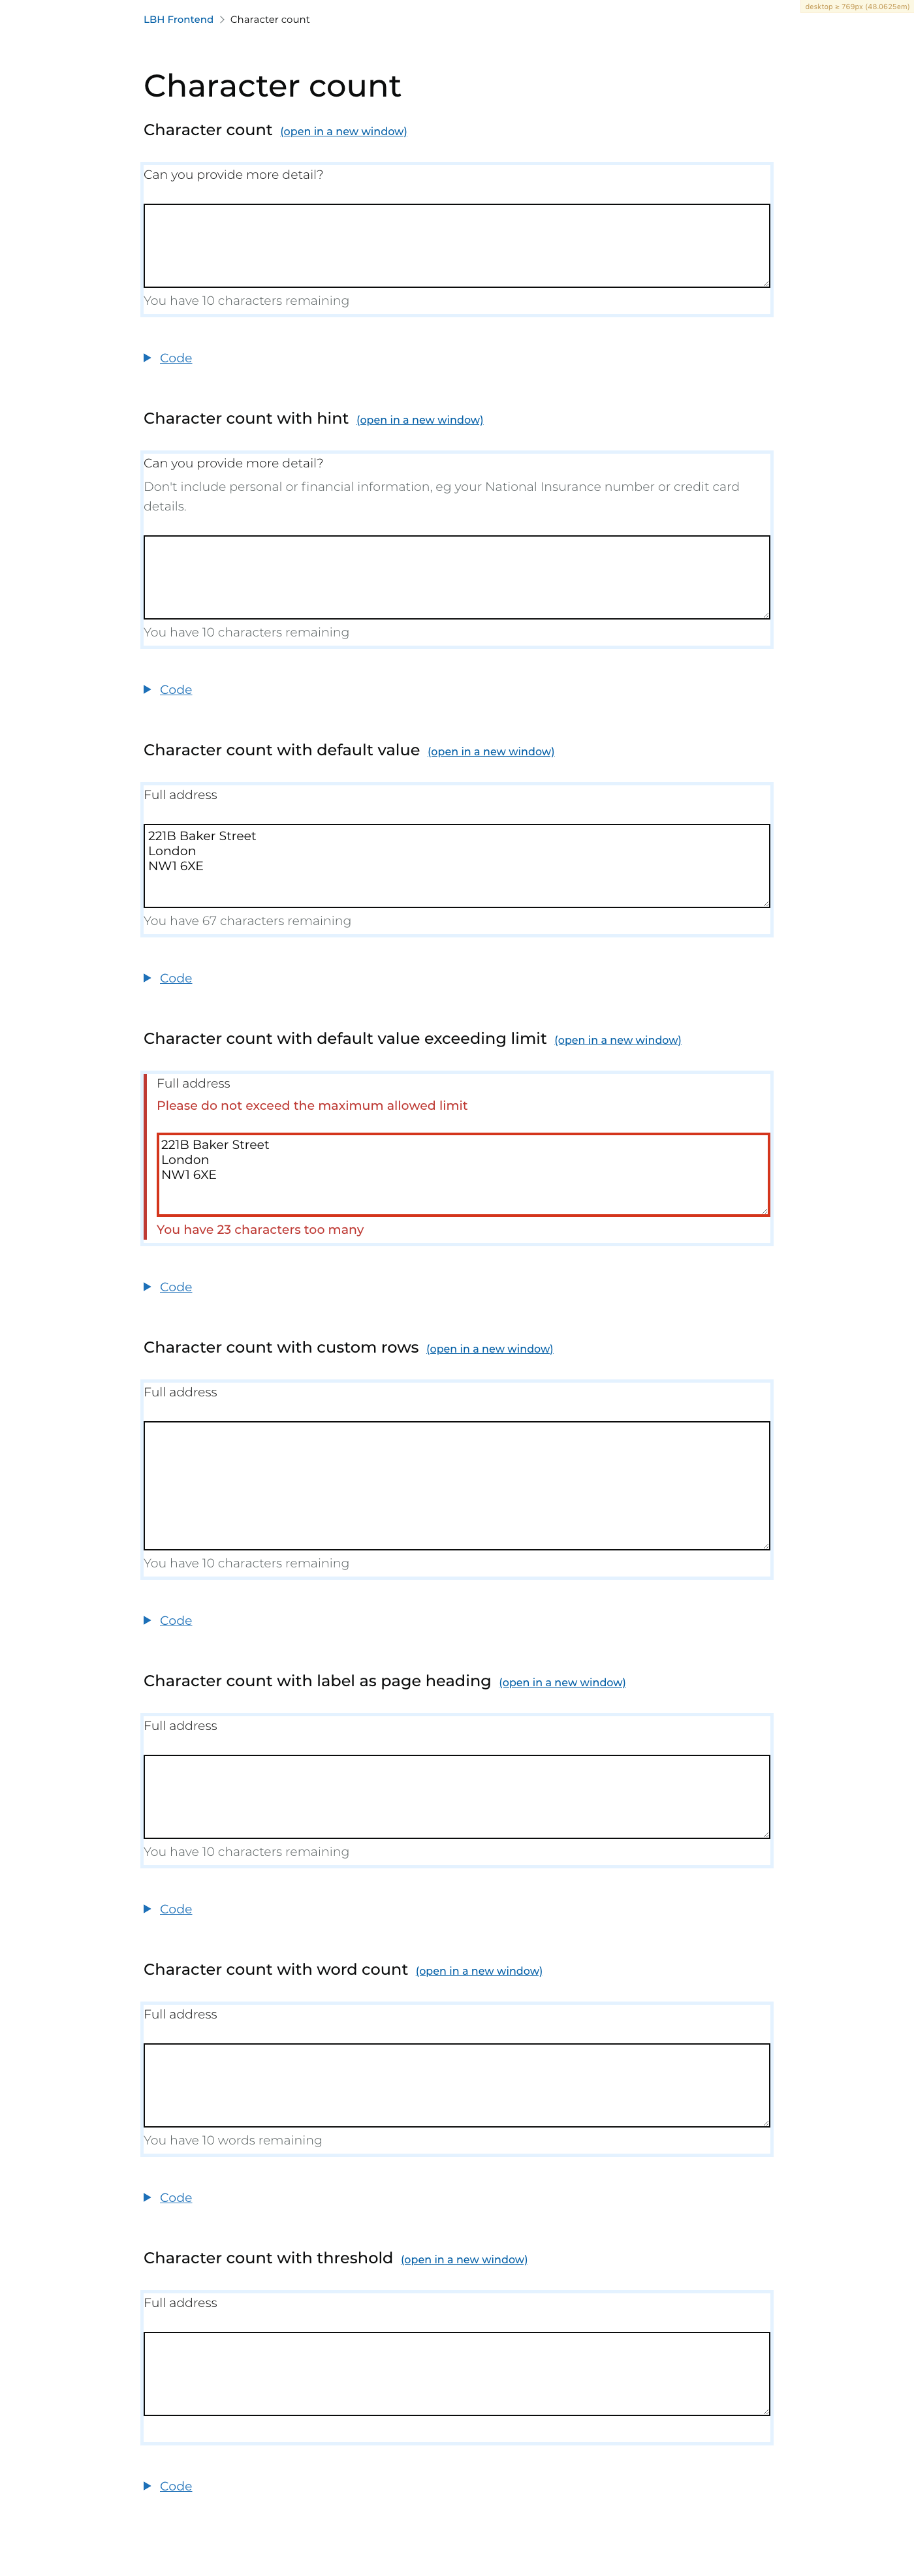 desktop ≥ 769px (48.0625em)
LBH Frontend > Character count
Character count
Character count (open in a new window)
Can you provide more detail?
You have 10 characters remaining
Code
Character count with hint (open in a new window)
Can you provide more detail?
Don't include personal or financial information, eg your National Insurance number or credit card
details.
You have 10 characters remaining
Code
Character count with default value (open in a new window)
Full address
221B Baker Street
London
NW1 6XE
You have 67 characters remaining
Code
Character count with default value exceeding limit (open in a new window)
Full address
Please do not exceed the maximum allowed limit
221B Baker Street
London
NW1 6XE
You have 23 characters too many
Code
Character count with custom rows (open in a new window)
Full address
You have 10 characters remaining
Code
Character count with label as page heading (open in a new window)
Full address
You have 10 characters remaining
Code
Character count with word count (open in a new window)
Full address
You have 10 words remaining
Code
Character count with threshold (open in a new window)
Full address
Code